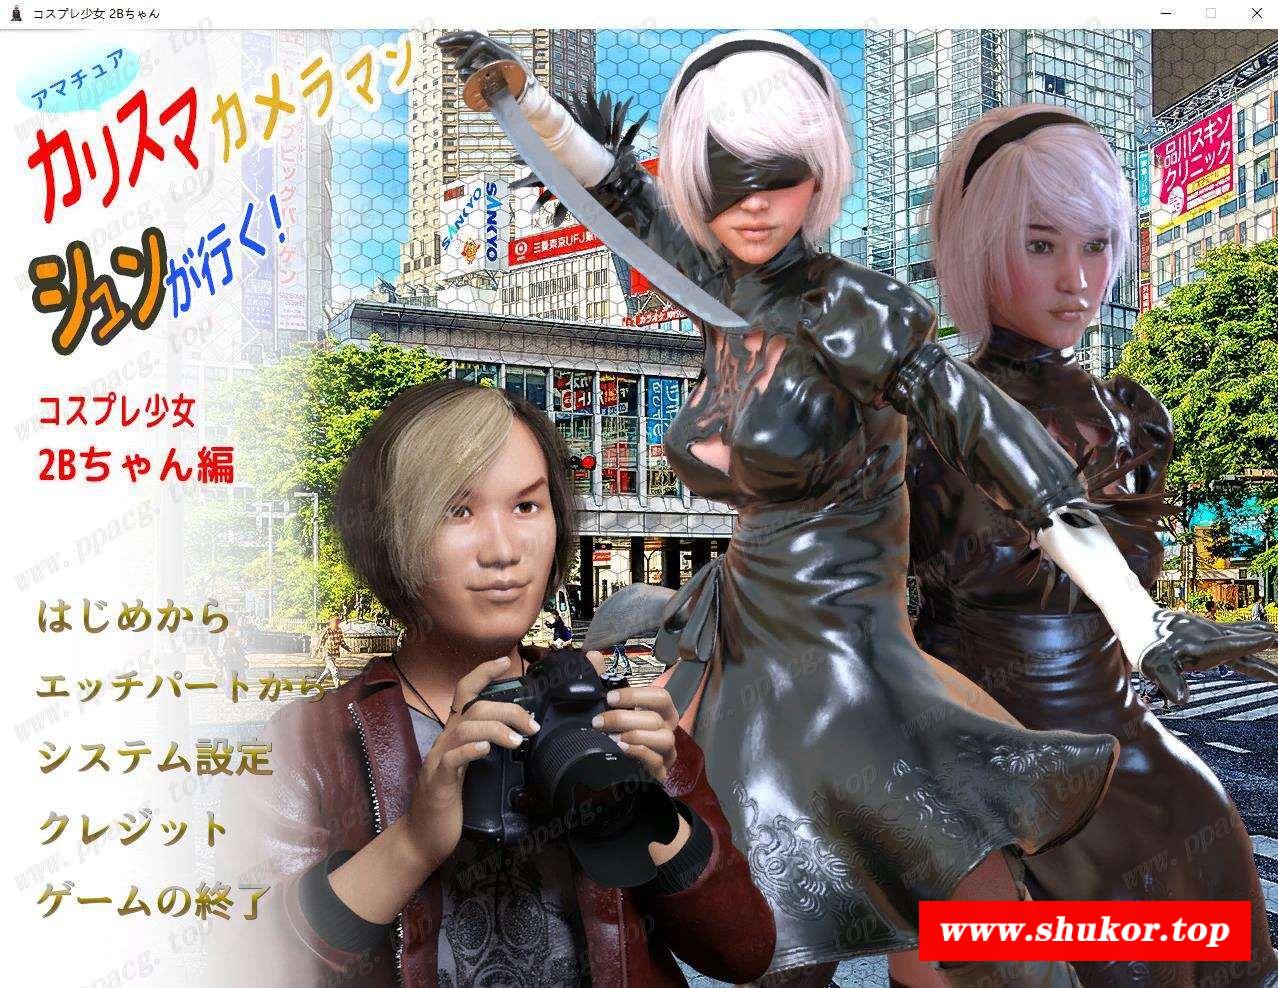 コスプレ少女 2Bちゃん
アマチュア
カリスマカメラマン
シュンが行く!
コスプレ少女
2Bちゃん編
はじめから
エッチパートから
システム設定
クレジット
ゲームの終了
SANKYO
SANKYO
三菱東京UFJ銀
品川スキン
クリニック
www.ppacg.top
www.shukor.top